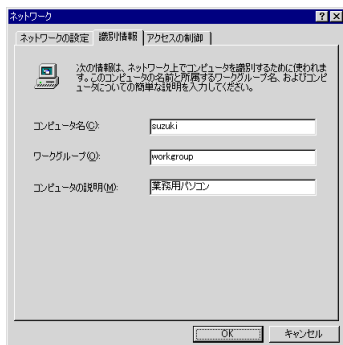 ネットワーク
ネットワークの設定 識別情報 アクセスの制御
次の情報は、ネットワーク上でコンピュータを識別するために使われま
す。このコンピュータの名前と所属するワークグループ名、およびコンピ
ュータについての簡単な説明を入力してください。
コンピュータ名(C): suzuki
ワークグループ(O): workgroup
コンピュータの説明(M): 業務用パソコン
OK キャンセル